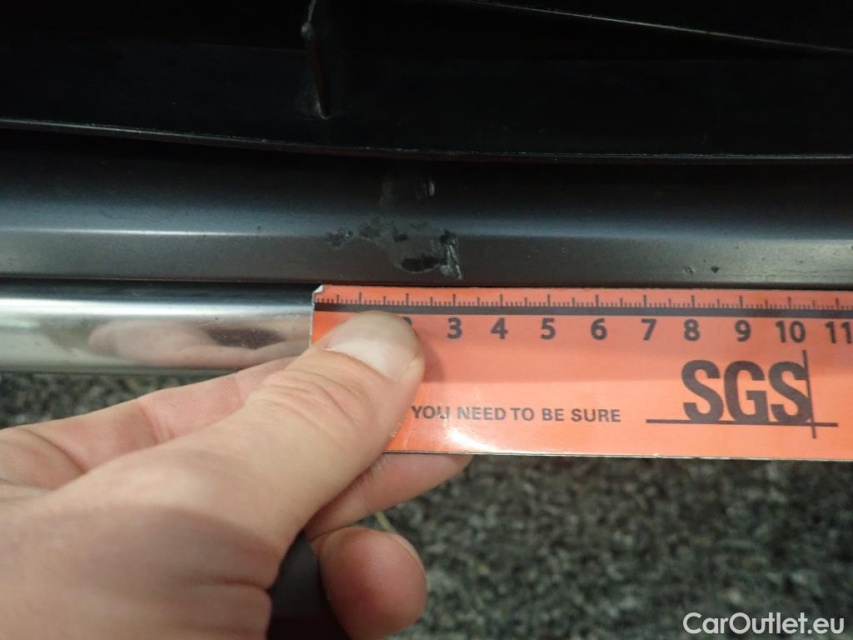 3 4 5 6 7 8 9 10 11
SGS
YOU NEED TO BE SURE
CarOutlet.eu